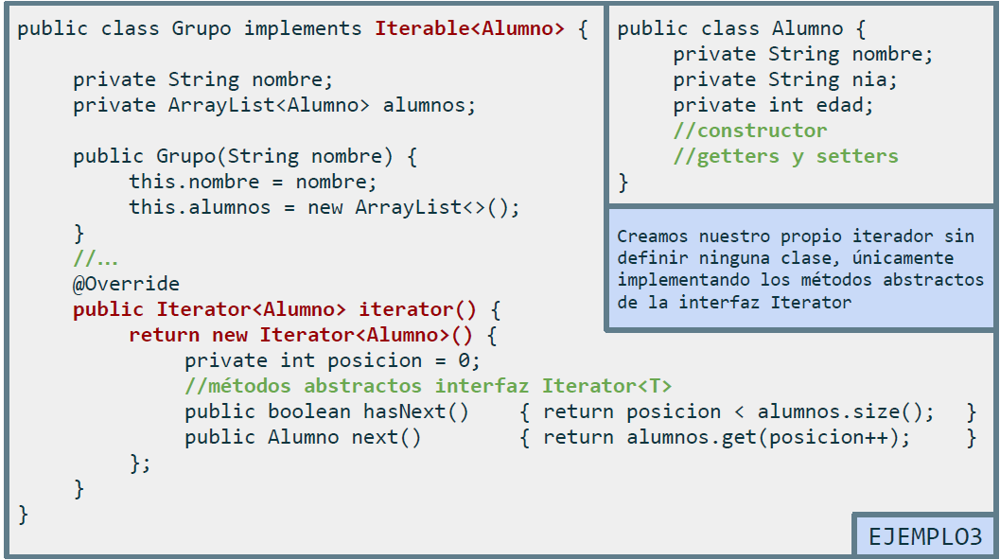 public class Grupo implements Iterable<Alumno> {
private String nombre;
private ArrayList<Alumno> alumnos;
public Grupo(String nombre) {
this.nombre = nombre;
this.alumnos = new ArrayList<>();
}
//...
@Override
public Iterator<Alumno> iterator() {
return new Iterator<Alumno>() {
private int posicion = 0;
//métodos abstractos interfaz Iterator<T>
public boolean hasNext() { return posicion < alumnos.size(); }
public Alumno next() { return alumnos.get(posicion++); }
};
}
}
public class Alumno {
private String nombre;
private String nia;
private int edad;
//constructor
//getters y setters
}
Creamos nuestro propio iterador sin
definir ninguna clase, únicamente
implementando los métodos abstractos
de la interfaz Iterator
EJEMPLO3